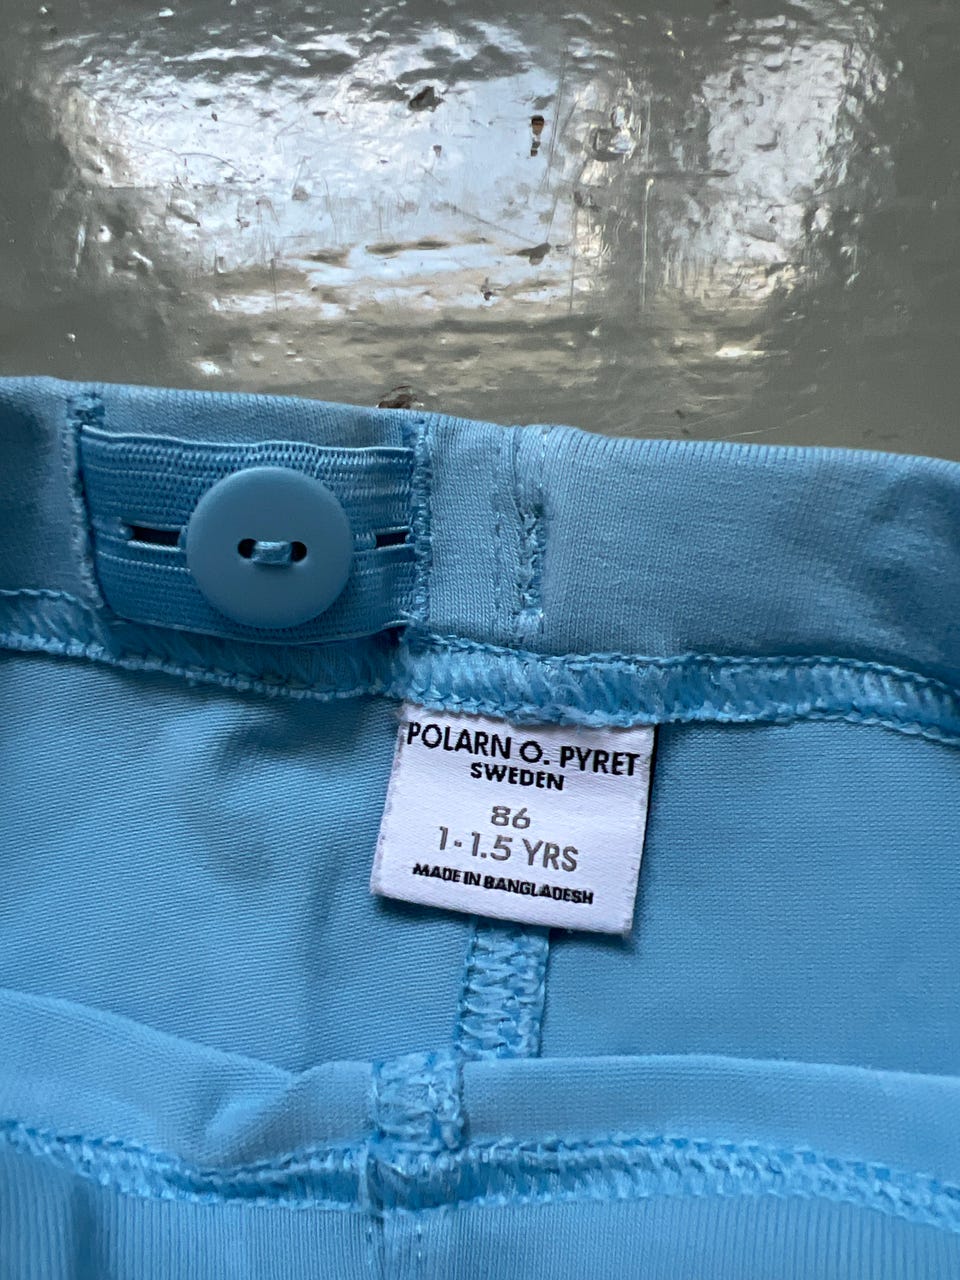 POLARN O. PYRET
SWEDEN
86
1-1.5 YRS
MADE IN BANGLADESH